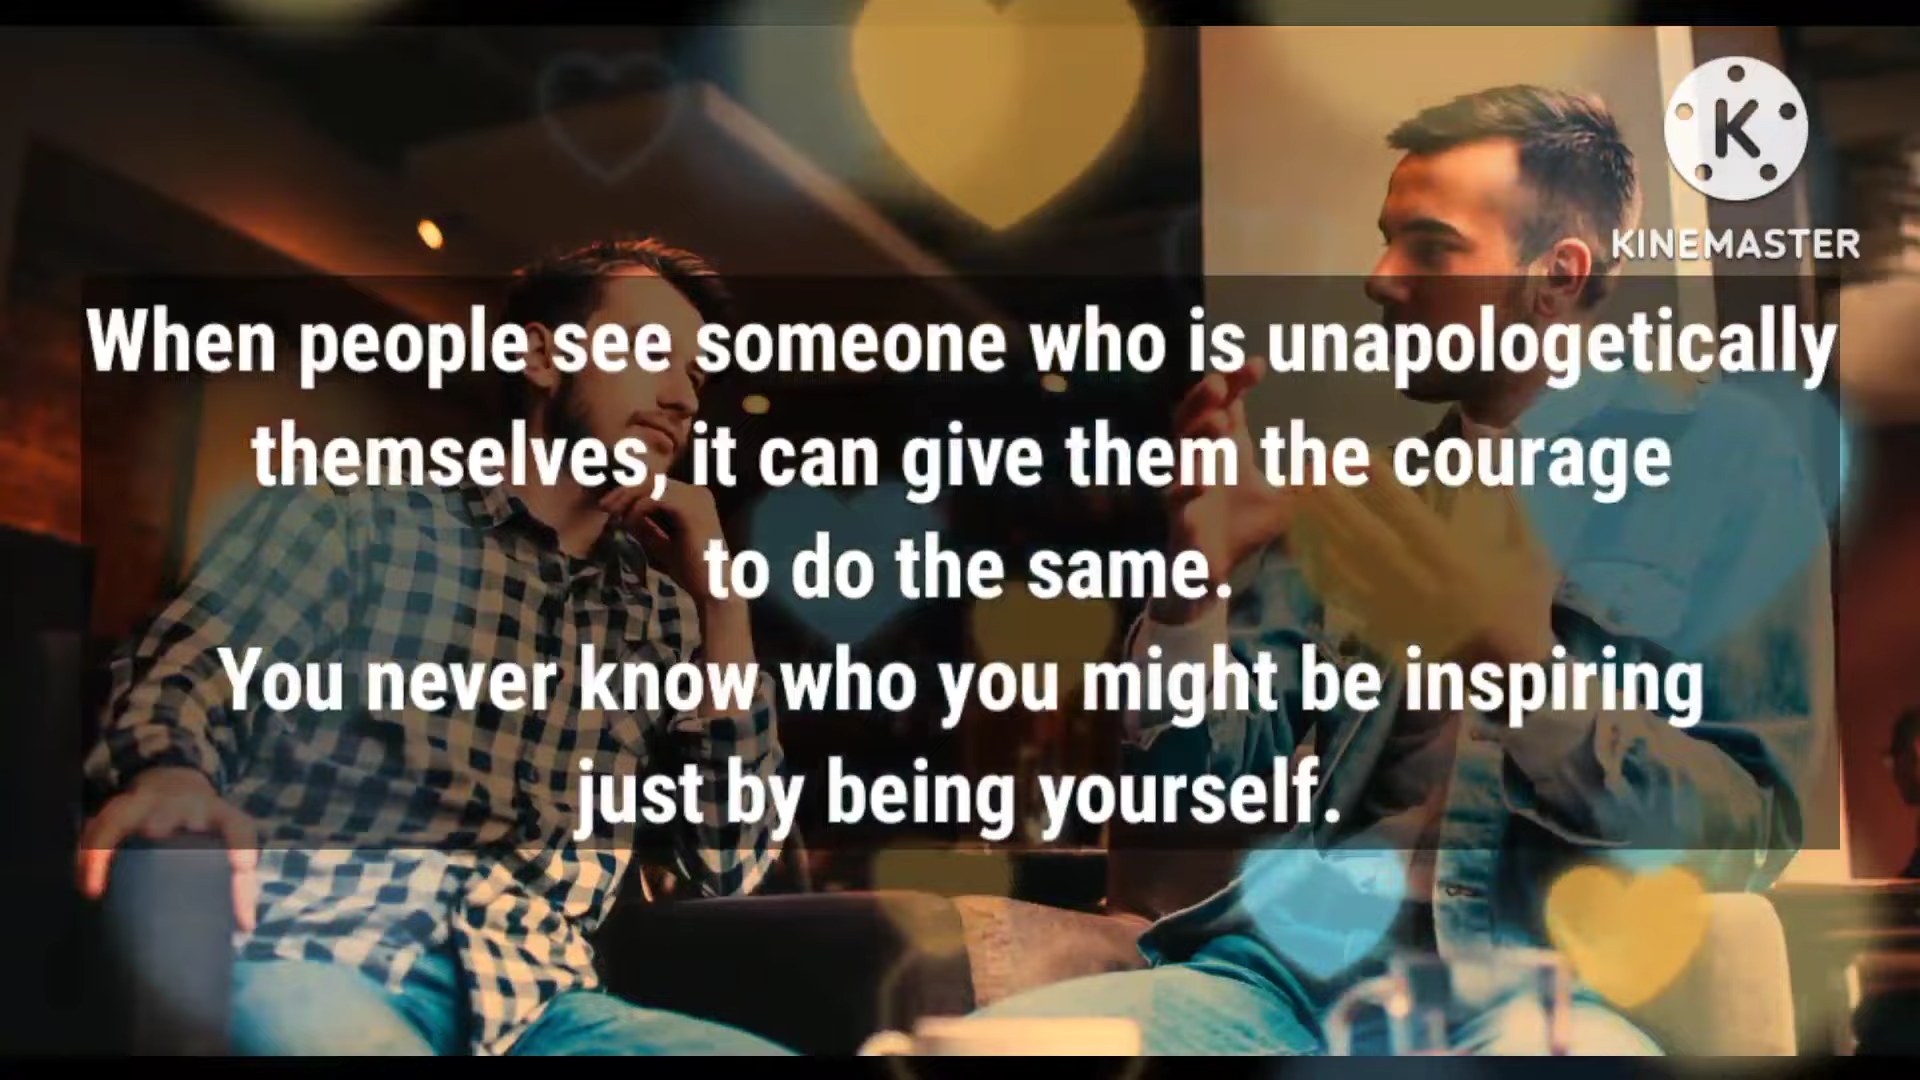 K
KINEMASTER
When people see someone who is unapologetically
themselves, it can give them the courage
to do the same.
You never know who you might be inspiring
just by being yourself.